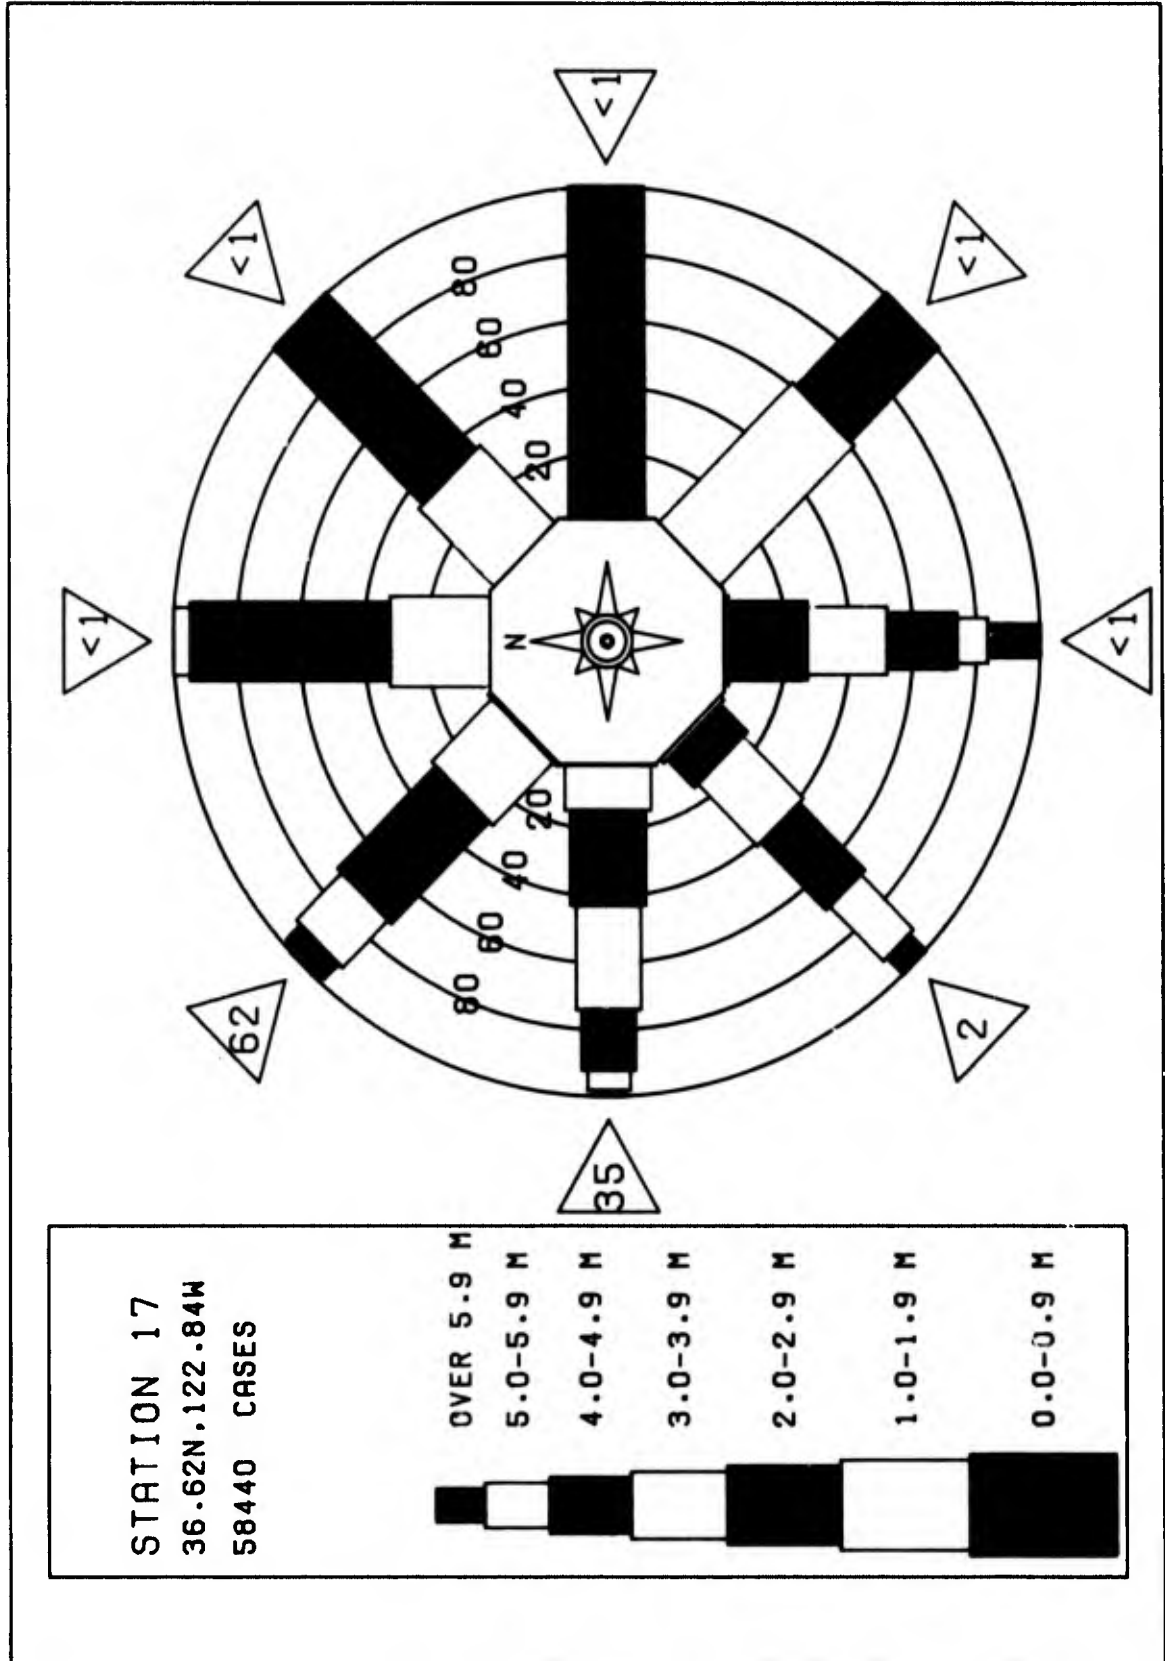 STATION 17
36.62N.122.84W
58440 CASES
OVER 5.9 M
5.0-5.9 M
4.0-4.9 M
3.0-3.9 M
2.0-2.9 M
1.0-1.9 M
0.0-0.9 M
<1
62
<1
80 60 40 20
N
20 40 60 80
35
<1
2
<1
<1